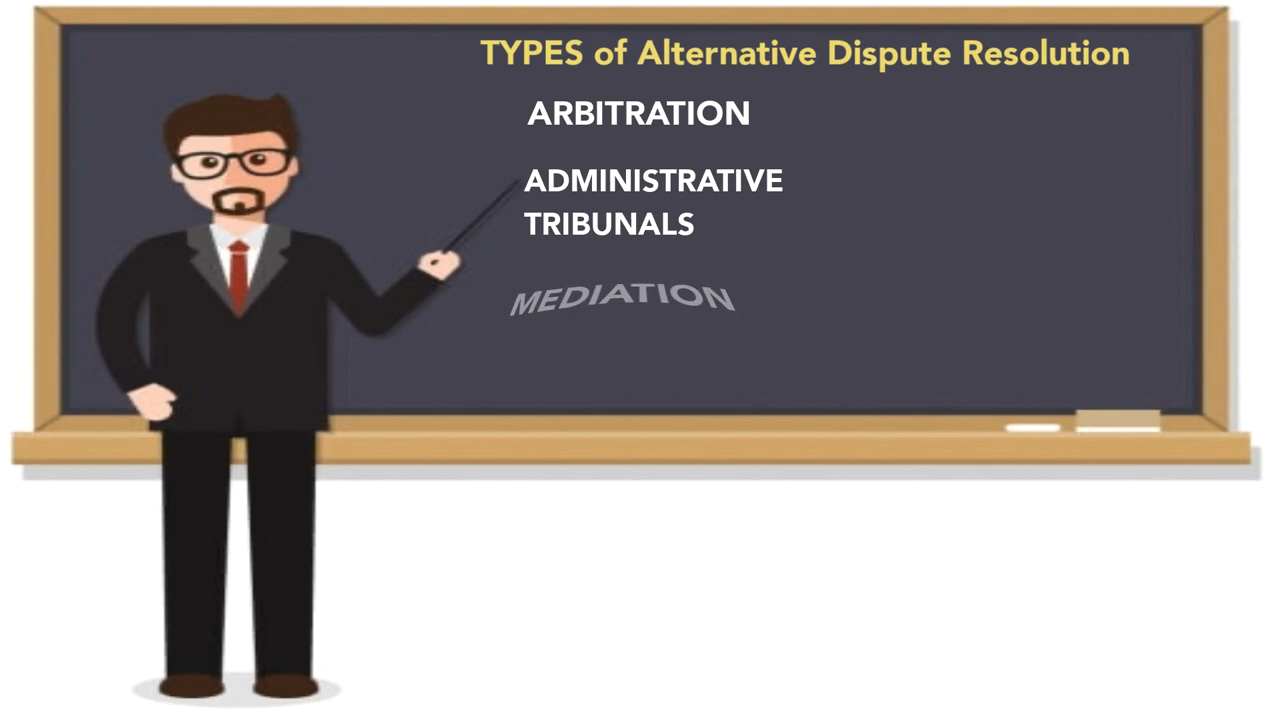 TYPES of Alternative Dispute Resolution
ARBITRATION
ADMINISTRATIVE
TRIBUNALS
MEDIATION